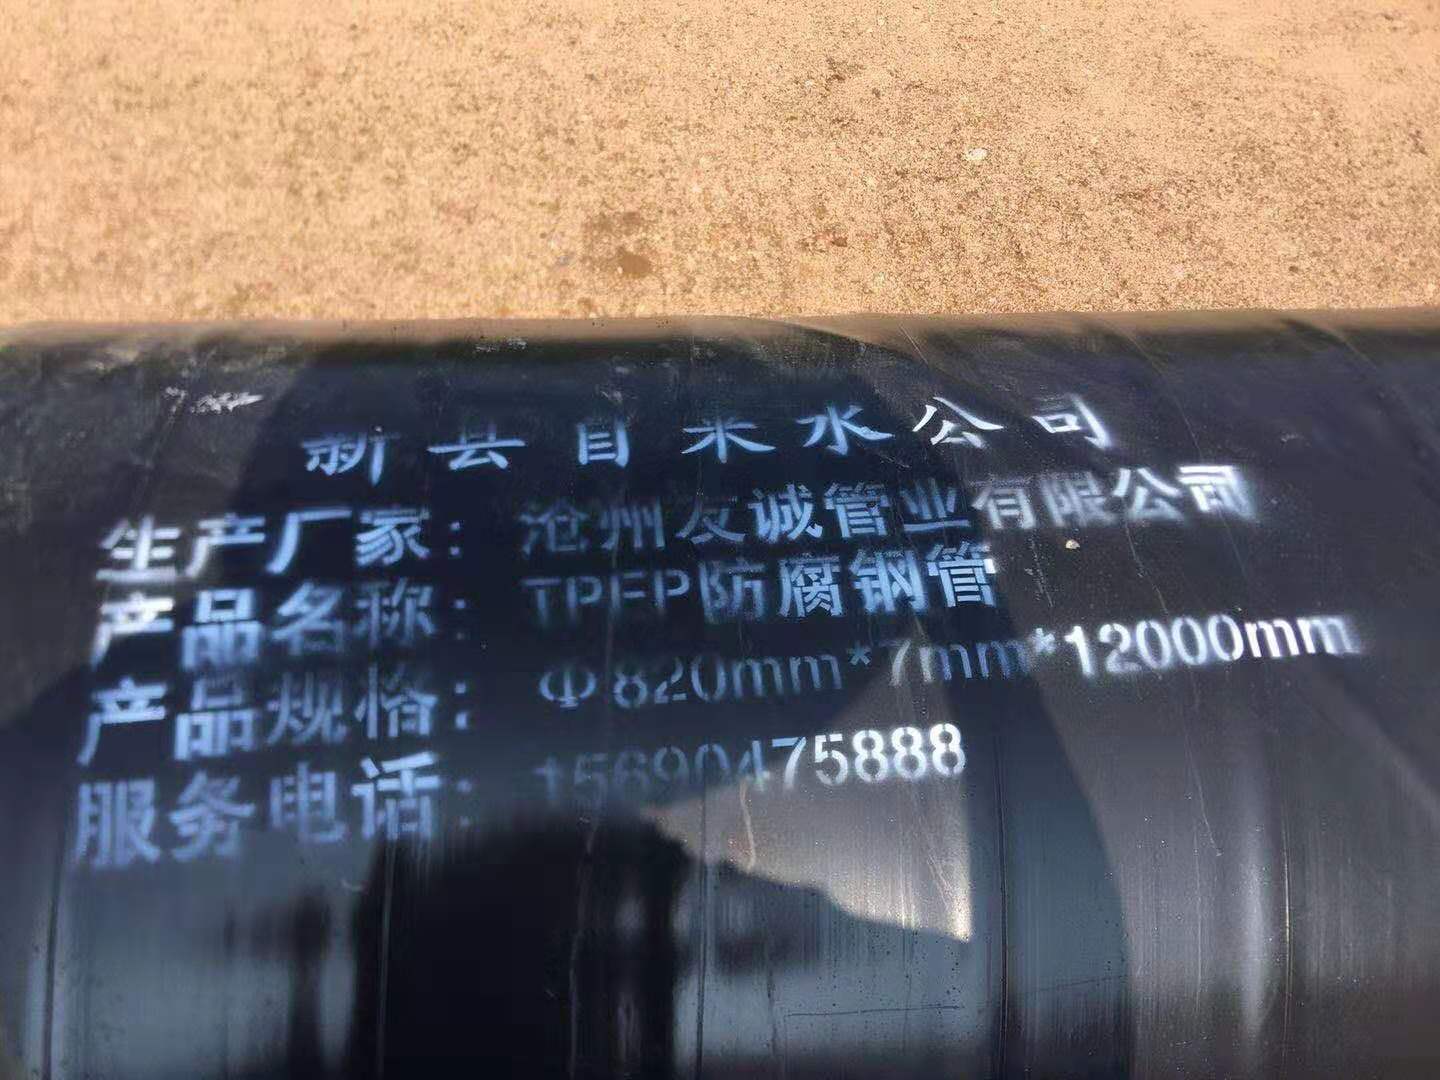 新县自来水公司
生产厂家：沧州友诚管业有限公司
产品名称：TPEP防腐钢管
产品规格：Φ820mm*7mm*12000mm
服务电话：15690475888